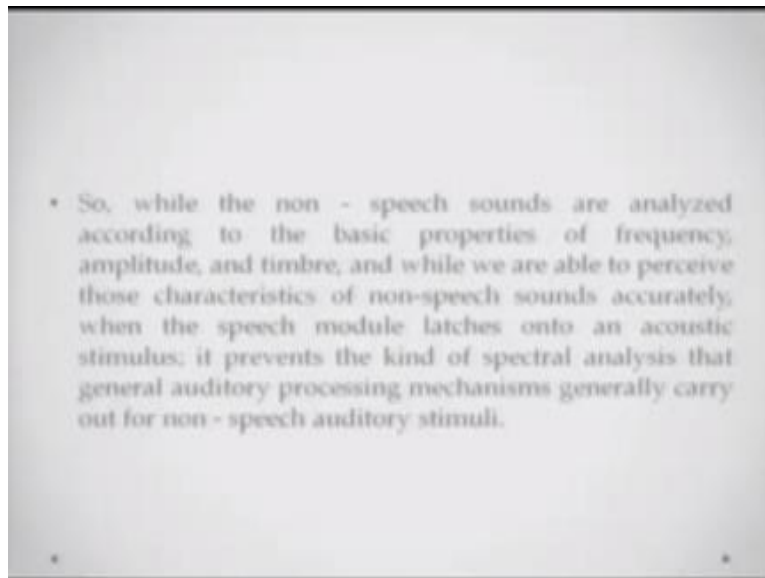 • So, while the non - speech sounds are analyzed
according to the basic properties of frequency,
amplitude, and timbre, and while we are able to perceive
those characteristics of non-speech sounds accurately,
when the speech module latches onto an acoustic
stimulus; it prevents the kind of spectral analysis that
general auditory processing mechanisms generally carry
out for non - speech auditory stimuli.